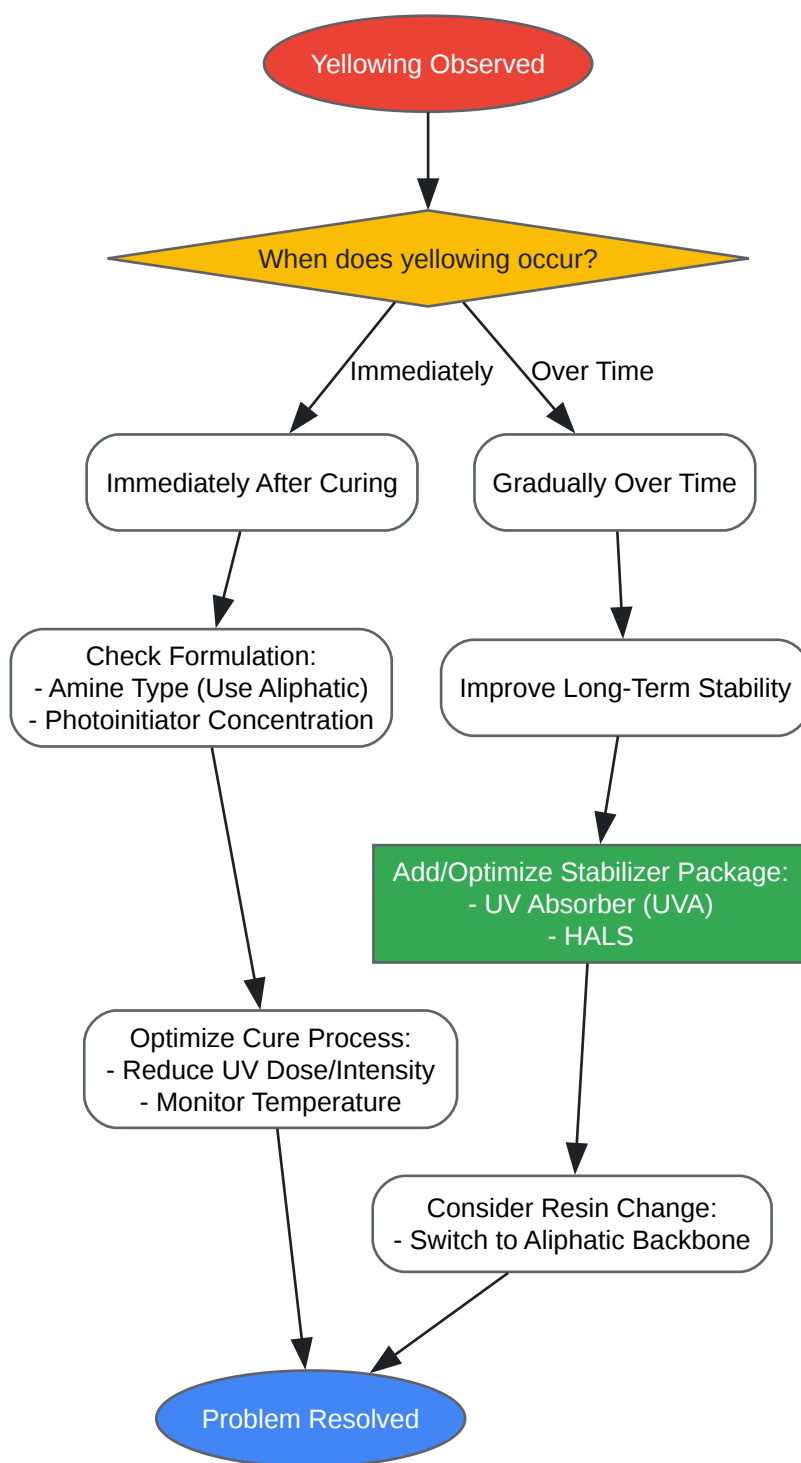 Yellowing Observed
When does yellowing occur?
Immediately
Over Time
Immediately After Curing
Gradually Over Time
Check Formulation:
- Amine Type (Use Aliphatic)
- Photoinitiator Concentration
Improve Long-Term Stability
Add/Optimize Stabilizer Package:
- UV Absorber (UVA)
- HALS
Optimize Cure Process:
- Reduce UV Dose/Intensity
- Monitor Temperature
Consider Resin Change:
- Switch to Aliphatic Backbone
Problem Resolved